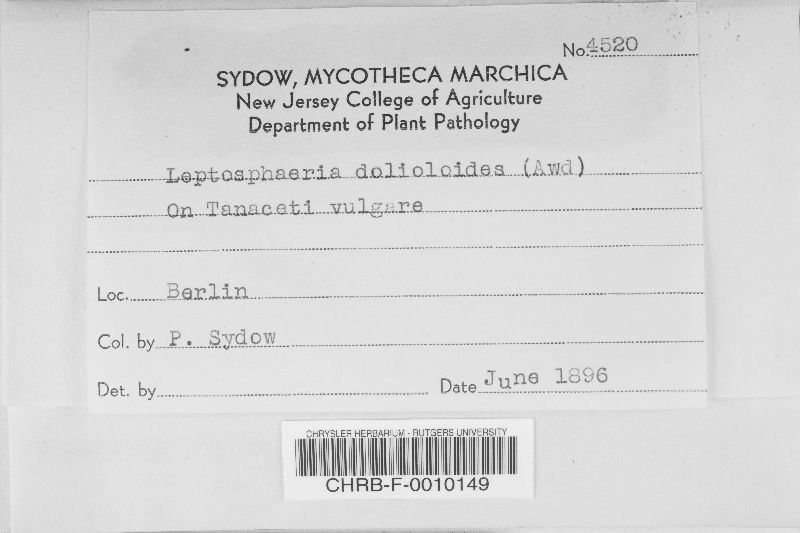 No. 4520
SYDOW, MYCOTHECA MARCHICA
New Jersey College of Agriculture
Department of Plant Pathology
Leptosphaeria dolioloides (Awd)
On Tanaceti vulgare
Loc. Berlin
Col. by P. Sydow
Det. by
Date June 1896
CHRYSLER HERBARIUM - RUTGERS UNIVERSITY
CHRB-F-0010149